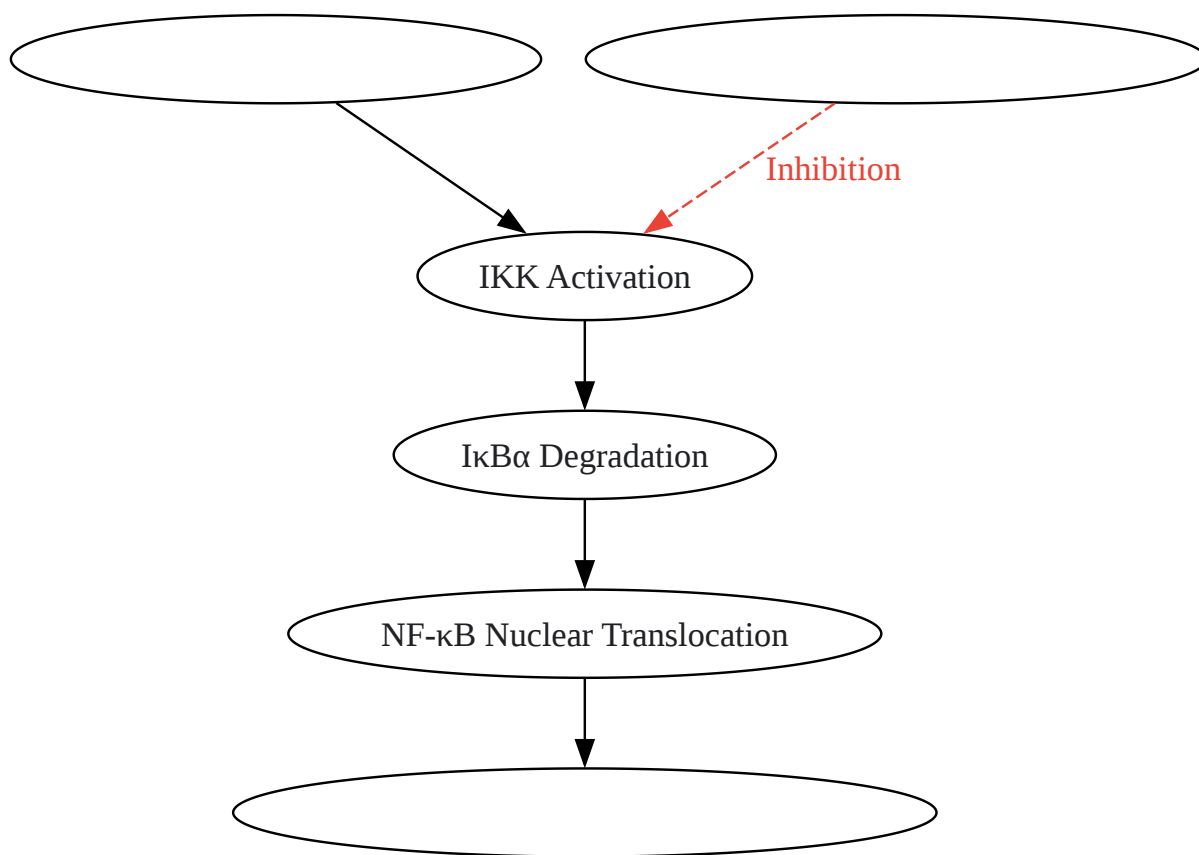 Inhibition
IKK Activation
IκBα Degradation
NF-κB Nuclear Translocation